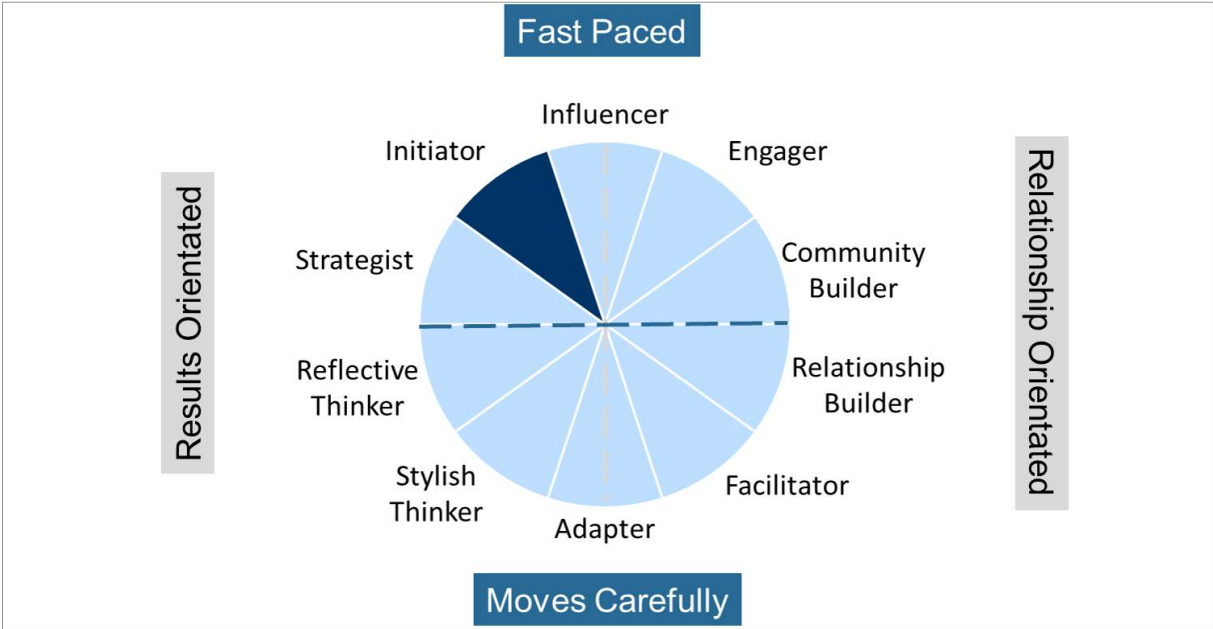 Fast Paced
Influencer
Initiator
Engager
Strategist
Community
Builder
Results Orientated
Relationship Orientated
Reflective
Thinker
Relationship
Builder
Stylish
Thinker
Facilitator
Adapter
Moves Carefully